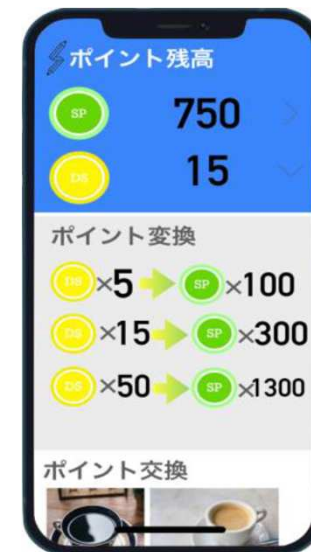 ポイント残高
SP 750
DS 15
ポイント変換
DS ×5 SP ×100
DS ×15 SP ×300
DS ×50 SP ×1300
ポイント交換